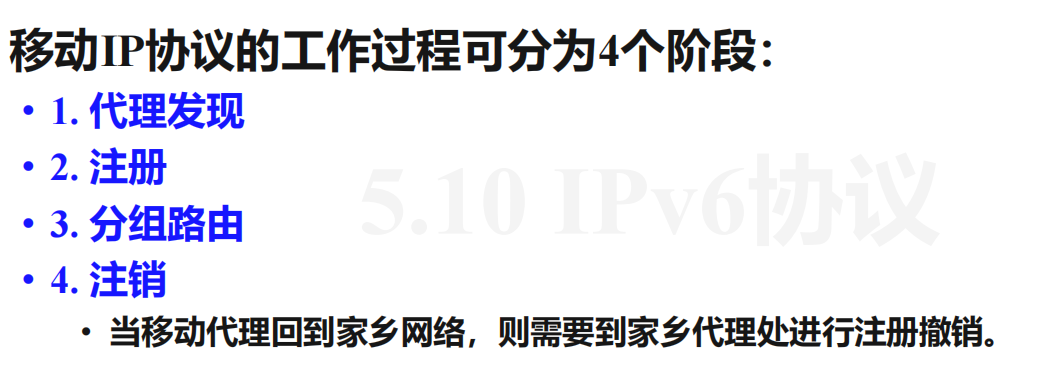 移动IP协议的工作过程可分为4个阶段：
• 1. 代理发现
• 2. 注册
5.10 IPv6协议
• 3. 分组路由
• 4. 注销
• 当移动代理回到家乡网络，则需要到家乡代理处进行注册撤销。